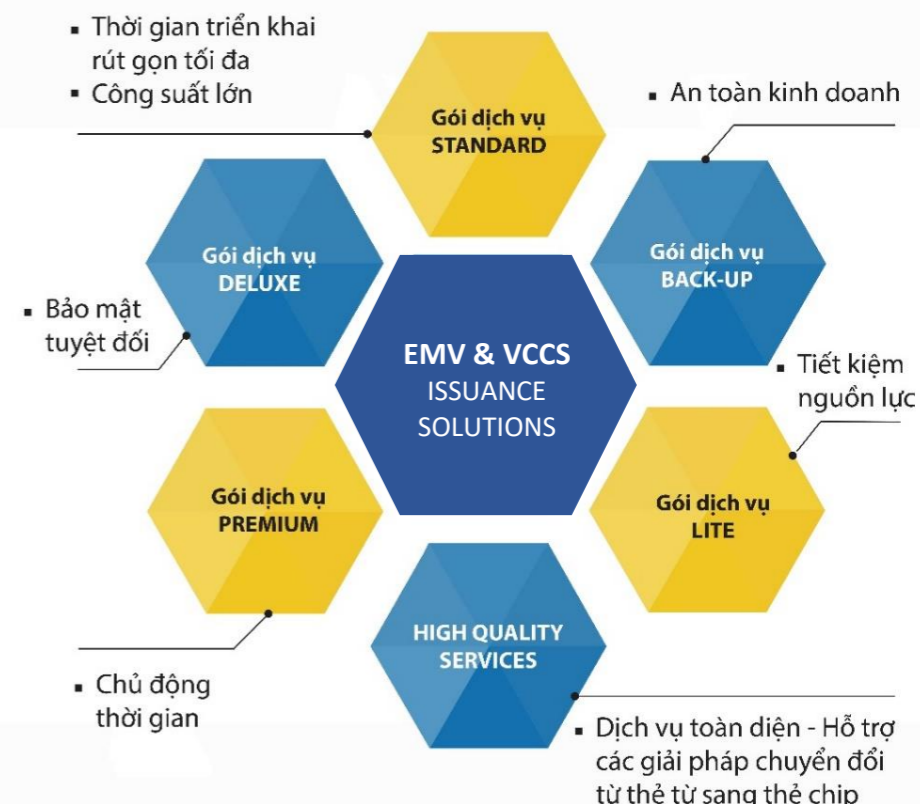 ▪ Thời gian triển khai
rút gọn tối đa
▪ Công suất lớn
Gói dịch vụ
STANDARD
▪ An toàn kinh doanh
Gói dịch vụ
DELUXE
Gói dịch vụ
BACK-UP
▪ Bảo mật
tuyệt đối
EMV & VCCS
ISSUANCE
SOLUTIONS
▪ Tiết kiệm
nguồn lực
Gói dịch vụ
PREMIUM
Gói dịch vụ
LITE
HIGH QUALITY
SERVICES
▪ Chủ động
thời gian
▪ Dịch vụ toàn diện - Hỗ trợ
các giải pháp chuyển đổi
từ thẻ từ sang thẻ chip